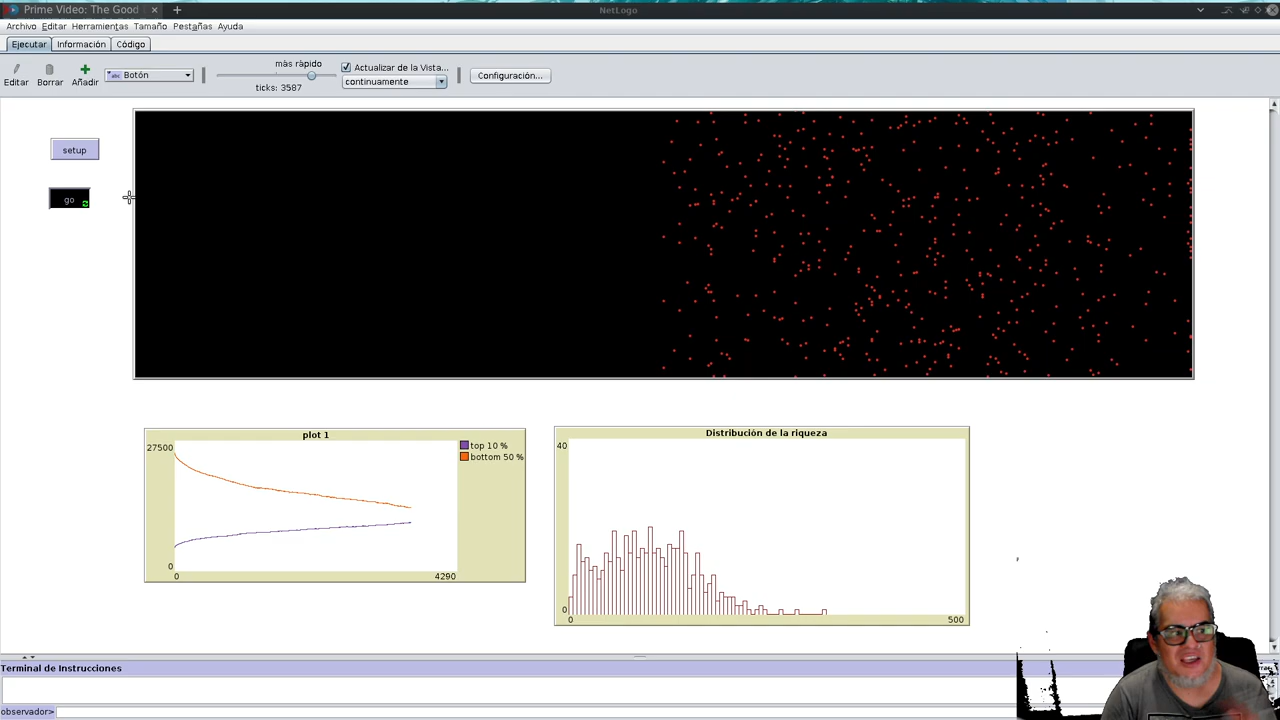 Prime Video: The Good
NetLogo
Archivo Editar Herramientas Tamaño Pestañas Ayuda
Ejecutar Información Código
más rápido
Actualizar de la Vista...
Editar Borrar Añadir
abc Botón
continuamente
Configuración...
ticks: 3587
setup
go
plot 1
27500
0
0
4290
top 10 %
bottom 50 %
Distribución de la riqueza
40
0
0
500
Terminal de Instrucciones
observador>